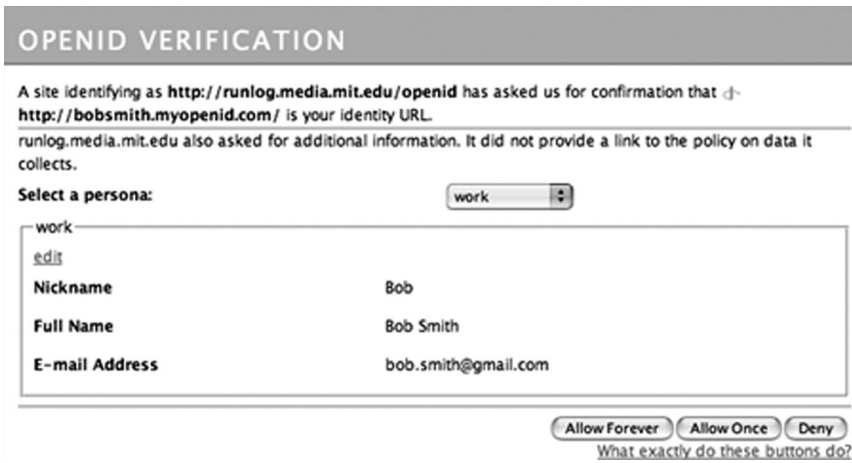 OPENID VERIFICATION
A site identifying as http://runlog.media.mit.edu/openid has asked us for confirmation that
http://bobsmith.myopenid.com/ is your identity URL.
runlog.media.mit.edu also asked for additional information. It did not provide a link to the policy on data it
collects.
Select a persona: work
work
edit
Nickname Bob
Full Name Bob Smith
E-mail Address bob.smith@gmail.com
Allow Forever Allow Once Deny
What exactly do these buttons do?